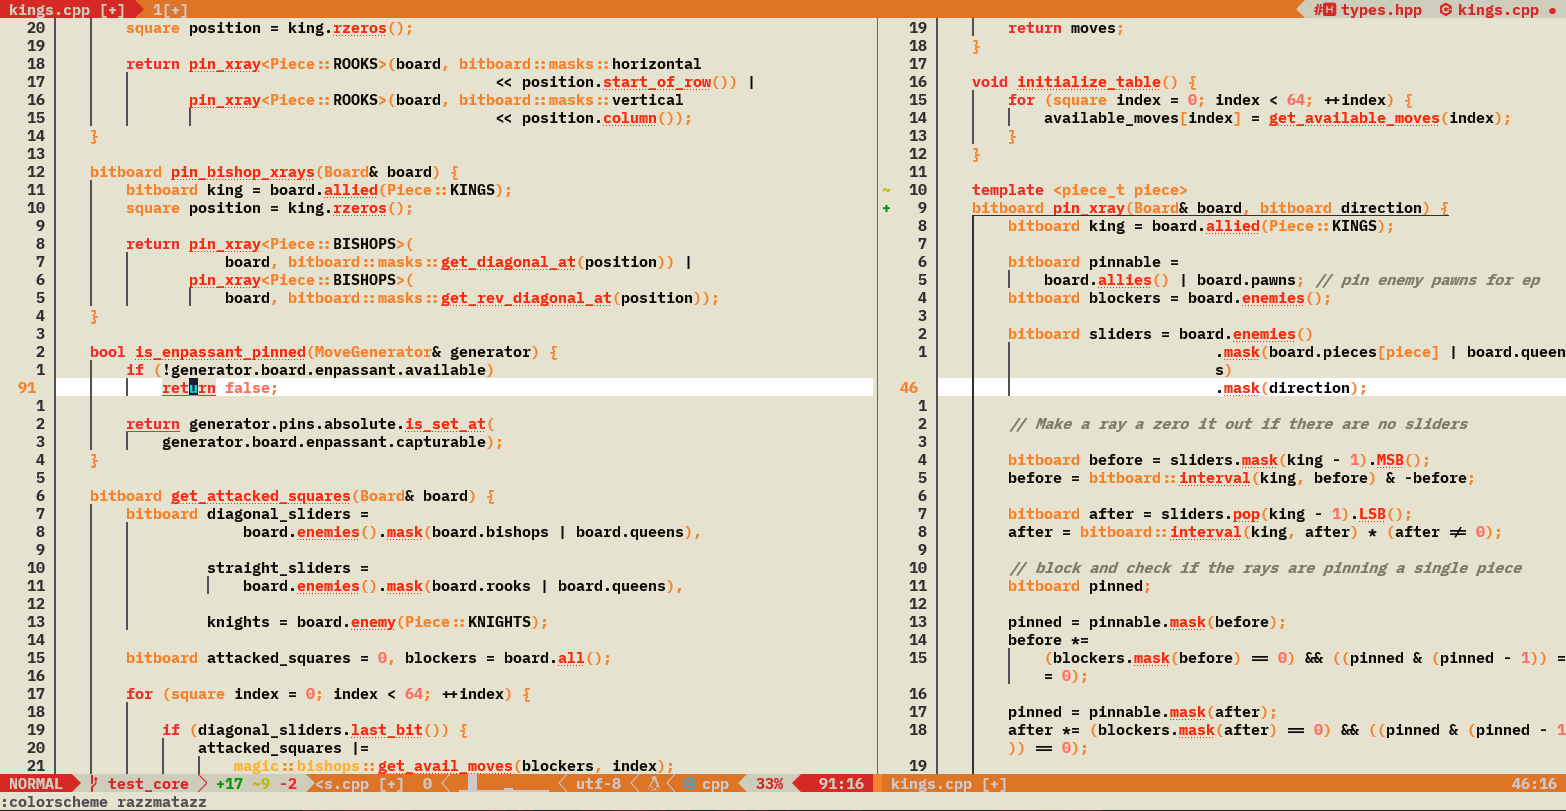 kings.cpp [+] 1[+] types.hpp kings.cpp ●
20 square position = king.rzeros();
19
18 return pin_xray<Piece::ROOKS>(board, bitboard::masks::horizontal
17 << position.start_of_row()) |
16 pin_xray<Piece::ROOKS>(board, bitboard::masks::vertical
15 << position.column());
14 }
13
12 bitboard pin_bishop_xrays(Board& board) {
11 bitboard king = board.allied(Piece::KINGS);
10 square position = king.rzeros();
9
8 return pin_xray<Piece::BISHOPS>(
7 board, bitboard::masks::get_diagonal_at(position)) |
6 pin_xray<Piece::BISHOPS>(
5 board, bitboard::masks::get_rev_diagonal_at(position));
4 }
3
2 bool is_enpassant_pinned(MoveGenerator& generator) {
1 if (!generator.board.enpassant.available)
91 return false;
1
2 return generator.pins.absolute.is_set_at(
3 generator.board.enpassant.capturable);
4 }
5
6 bitboard get_attacked_squares(Board& board) {
7 bitboard diagonal_sliders =
8 board.enemies().mask(board.bishops | board.queens),
9
10 straight_sliders =
11 board.enemies().mask(board.rooks | board.queens),
12
13 knights = board.enemy(Piece::KNIGHTS);
14
15 bitboard attacked_squares = 0, blockers = board.all();
16
17 for (square index = 0; index < 64; ++index) {
18
19 if (diagonal_sliders.last_bit()) {
20 attacked_squares |=
21 magic::bishops::get_avail_moves(blockers, index);
19 return moves;
18 }
17
16 void initialize_table() {
15 for (square index = 0; index < 64; ++index) {
14 available_moves[index] = get_available_moves(index);
13 }
12 }
11
~ 10 template <piece_t piece>
+ 9 bitboard pin_xray(Board& board, bitboard direction) {
8 bitboard king = board.allied(Piece::KINGS);
7
6 bitboard pinnable =
5 board.allies() | board.pawns; // pin enemy pawns for ep
4 bitboard blockers = board.enemies();
3
2 bitboard sliders = board.enemies()
1 .mask(board.pieces[piece] | board.queen
s)
46 .mask(direction);
1
2 // Make a ray a zero it out if there are no sliders
3
4 bitboard before = sliders.mask(king - 1).MSB();
5 before = bitboard::interval(king, before) & -before;
6
7 bitboard after = sliders.pop(king - 1).LSB();
8 after = bitboard::interval(king, after) * (after != 0);
9
10 // block and check if the rays are pinning a single piece
11 bitboard pinned;
12
13 pinned = pinnable.mask(before);
14 before *=
15 (blockers.mask(before) == 0) && ((pinned & (pinned - 1)) =
= 0);
16
17 pinned = pinnable.mask(after);
18 after *= (blockers.mask(after) == 0) && ((pinned & (pinned - 1
)) == 0);
19
NORMAL test_core +17 ~9 -2 <s.cpp [+] 0 utf-8 cpp 33% 91:16 kings.cpp [+] 46:16
:colorscheme razzmatazz